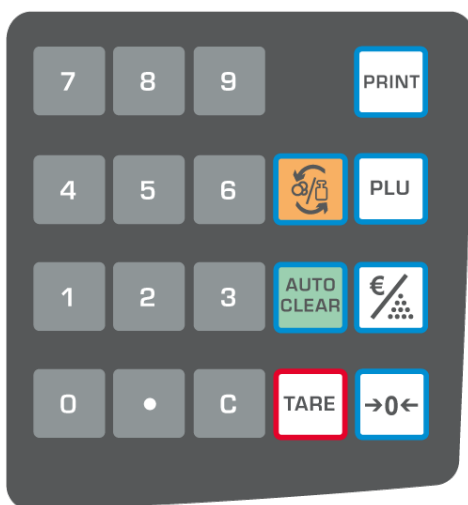 7 8 9 PRINT
4 5 6 PLU
1 2 3 AUTO CLEAR €/
0 • C TARE →0←